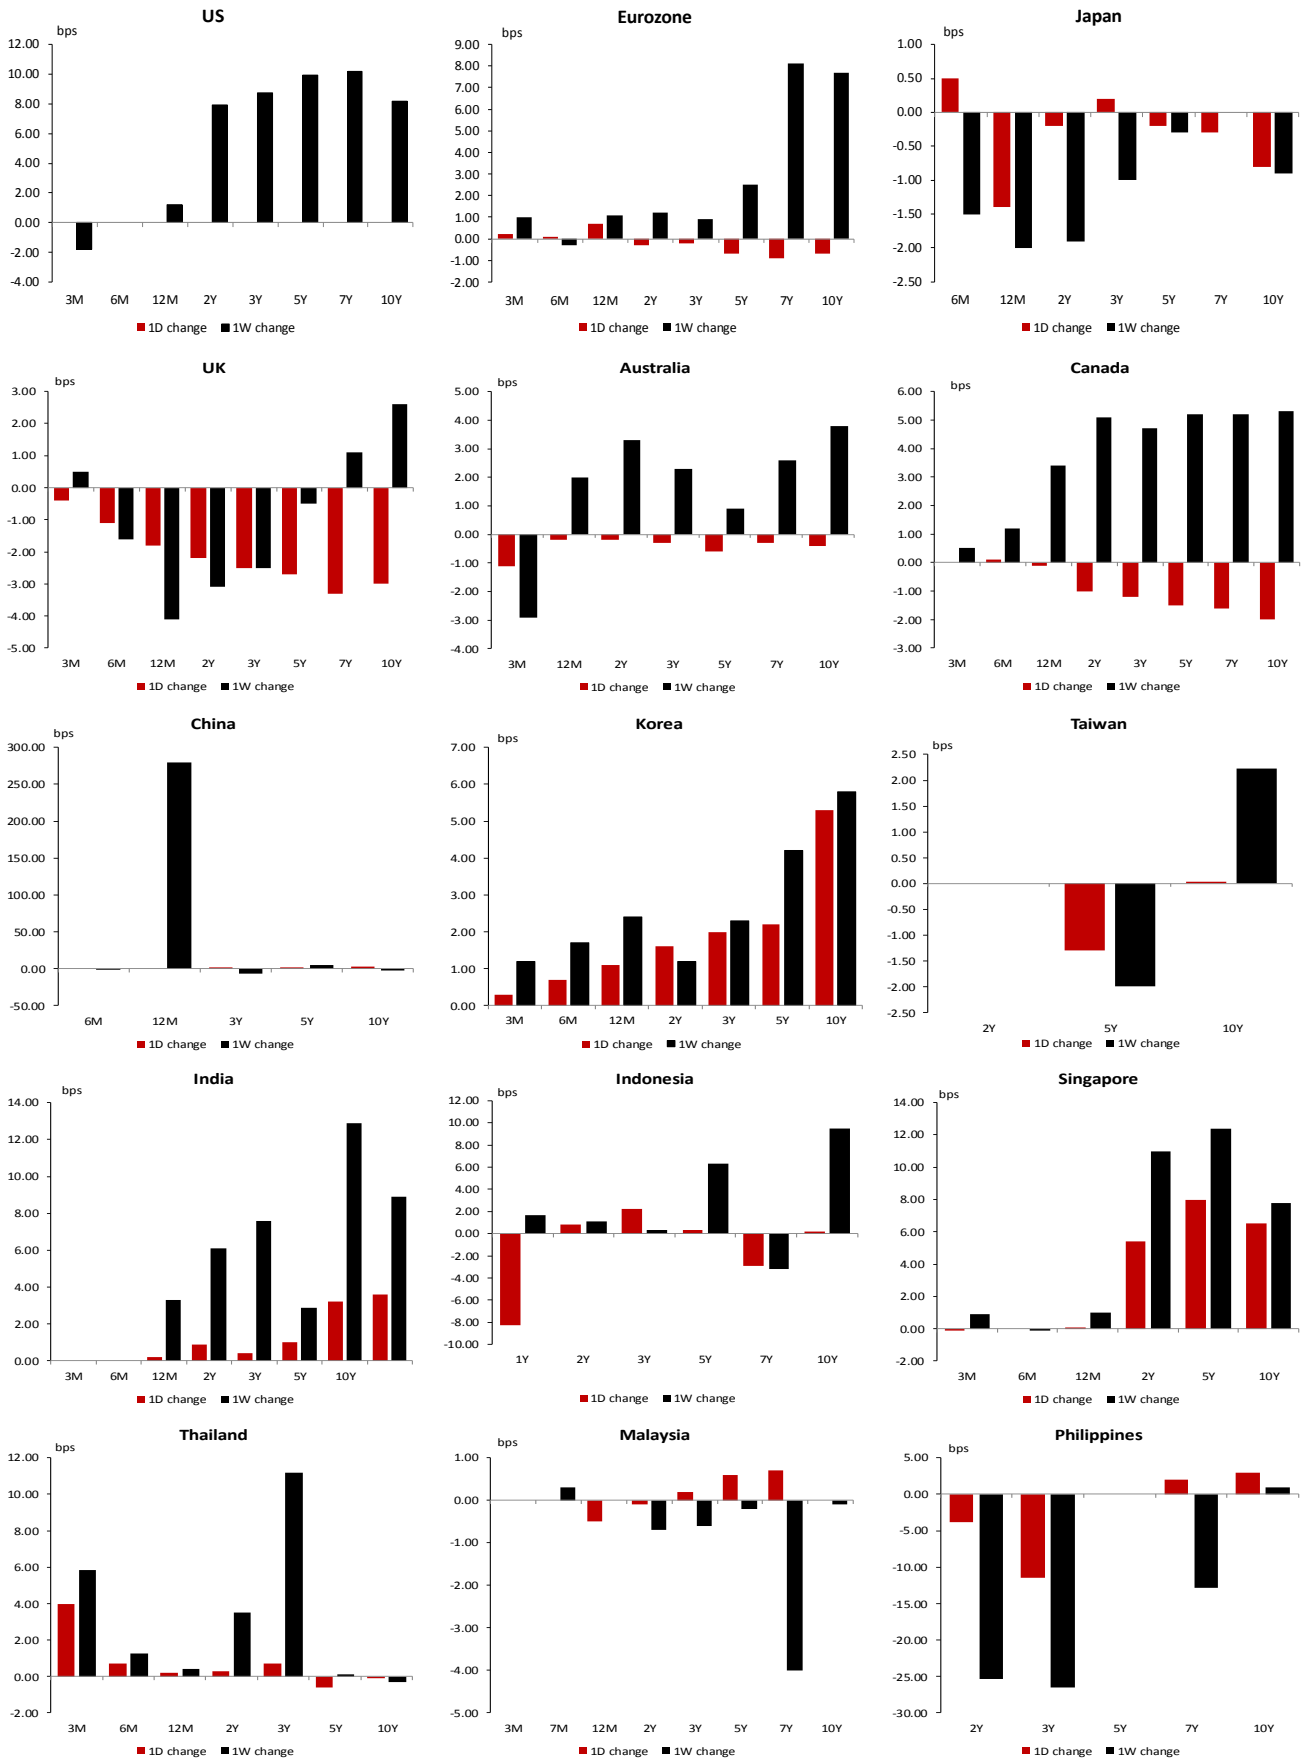 US
bps
12.00
10.00
8.00
6.00
4.00
2.00
0.00
-2.00
-4.00
3M 6M 12M 2Y 3Y 5Y 7Y 10Y
1D change 1W change
Eurozone
bps
9.00
8.00
7.00
6.00
5.00
4.00
3.00
2.00
1.00
0.00
-1.00
-2.00
3M 6M 12M 2Y 3Y 5Y 7Y 10Y
1D change 1W change
Japan
bps
1.00
0.50
0.00
-0.50
-1.00
-1.50
-2.00
-2.50
6M 12M 2Y 3Y 5Y 7Y 10Y
1D change 1W change
UK
bps
3.00
2.00
1.00
0.00
-1.00
-2.00
-3.00
-4.00
-5.00
3M 6M 12M 2Y 3Y 5Y 7Y 10Y
1D change 1W change
Australia
bps
5.00
4.00
3.00
2.00
1.00
0.00
-1.00
-2.00
-3.00
-4.00
3M 12M 2Y 3Y 5Y 7Y 10Y
1D change 1W change
Canada
bps
6.00
5.00
4.00
3.00
2.00
1.00
0.00
-1.00
-2.00
-3.00
3M 6M 12M 2Y 3Y 5Y 7Y 10Y
1D change 1W change
China
300.00
250.00
200.00
150.00
100.00
50.00
0.00
-50.00
6M 12M 3Y 5Y 10Y
1D change 1W change
Korea
bps
7.00
6.00
5.00
4.00
3.00
2.00
1.00
0.00
3M 6M 12M 2Y 3Y 5Y 10Y
1D change 1W change
Taiwan
bps
2.50
2.00
1.50
1.00
0.50
0.00
-0.50
-1.00
-1.50
-2.00
-2.50
2Y 5Y 10Y
1D change 1W change
India
bps
14.00
12.00
10.00
8.00
6.00
4.00
2.00
0.00
3M 6M 12M 2Y 3Y 5Y 10Y
1D change 1W change
Indonesia
bps
12.00
10.00
8.00
6.00
4.00
2.00
0.00
-2.00
-4.00
-6.00
-8.00
-10.00
1Y 2Y 3Y 5Y 7Y 10Y
1D change 1W change
Singapore
bps
14.00
12.00
10.00
8.00
6.00
4.00
2.00
0.00
-2.00
3M 6M 12M 2Y 5Y 10Y
1D change 1W change
Thailand
bps
12.00
10.00
8.00
6.00
4.00
2.00
0.00
-2.00
3M 6M 12M 2Y 3Y 5Y 10Y
1D change 1W change
Malaysia
bps
1.00
0.00
-1.00
-2.00
-3.00
-4.00
-5.00
3M 7M 12M 2Y 3Y 5Y 7Y 10Y
1D change 1W change
Philippines
bps
5.00
0.00
-5.00
-10.00
-15.00
-20.00
-25.00
-30.00
2Y 3Y 5Y 7Y 10Y
1D change 1W change